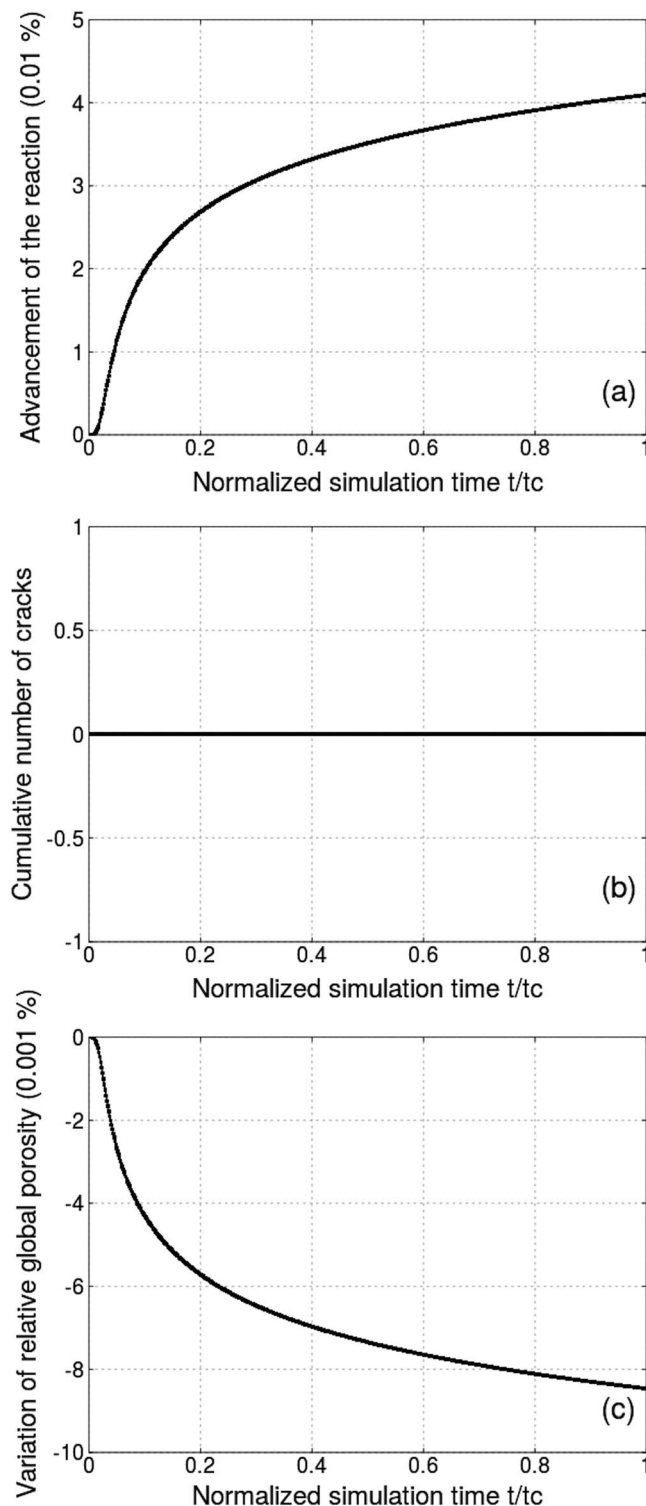 Advancement of the reaction (0.01 %)
5
4
3
2
1
0
0 0.2 0.4 0.6 0.8 1
(a)
Normalized simulation time t/tc
Cumulative number of cracks
1
0.5
0
-0.5
-1
0 0.2 0.4 0.6 0.8 1
(b)
Normalized simulation time t/tc
Variation of relative global porosity (0.001 %)
0
-2
-4
-6
-8
-10
0 0.2 0.4 0.6 0.8 1
(c)
Normalized simulation time t/tc